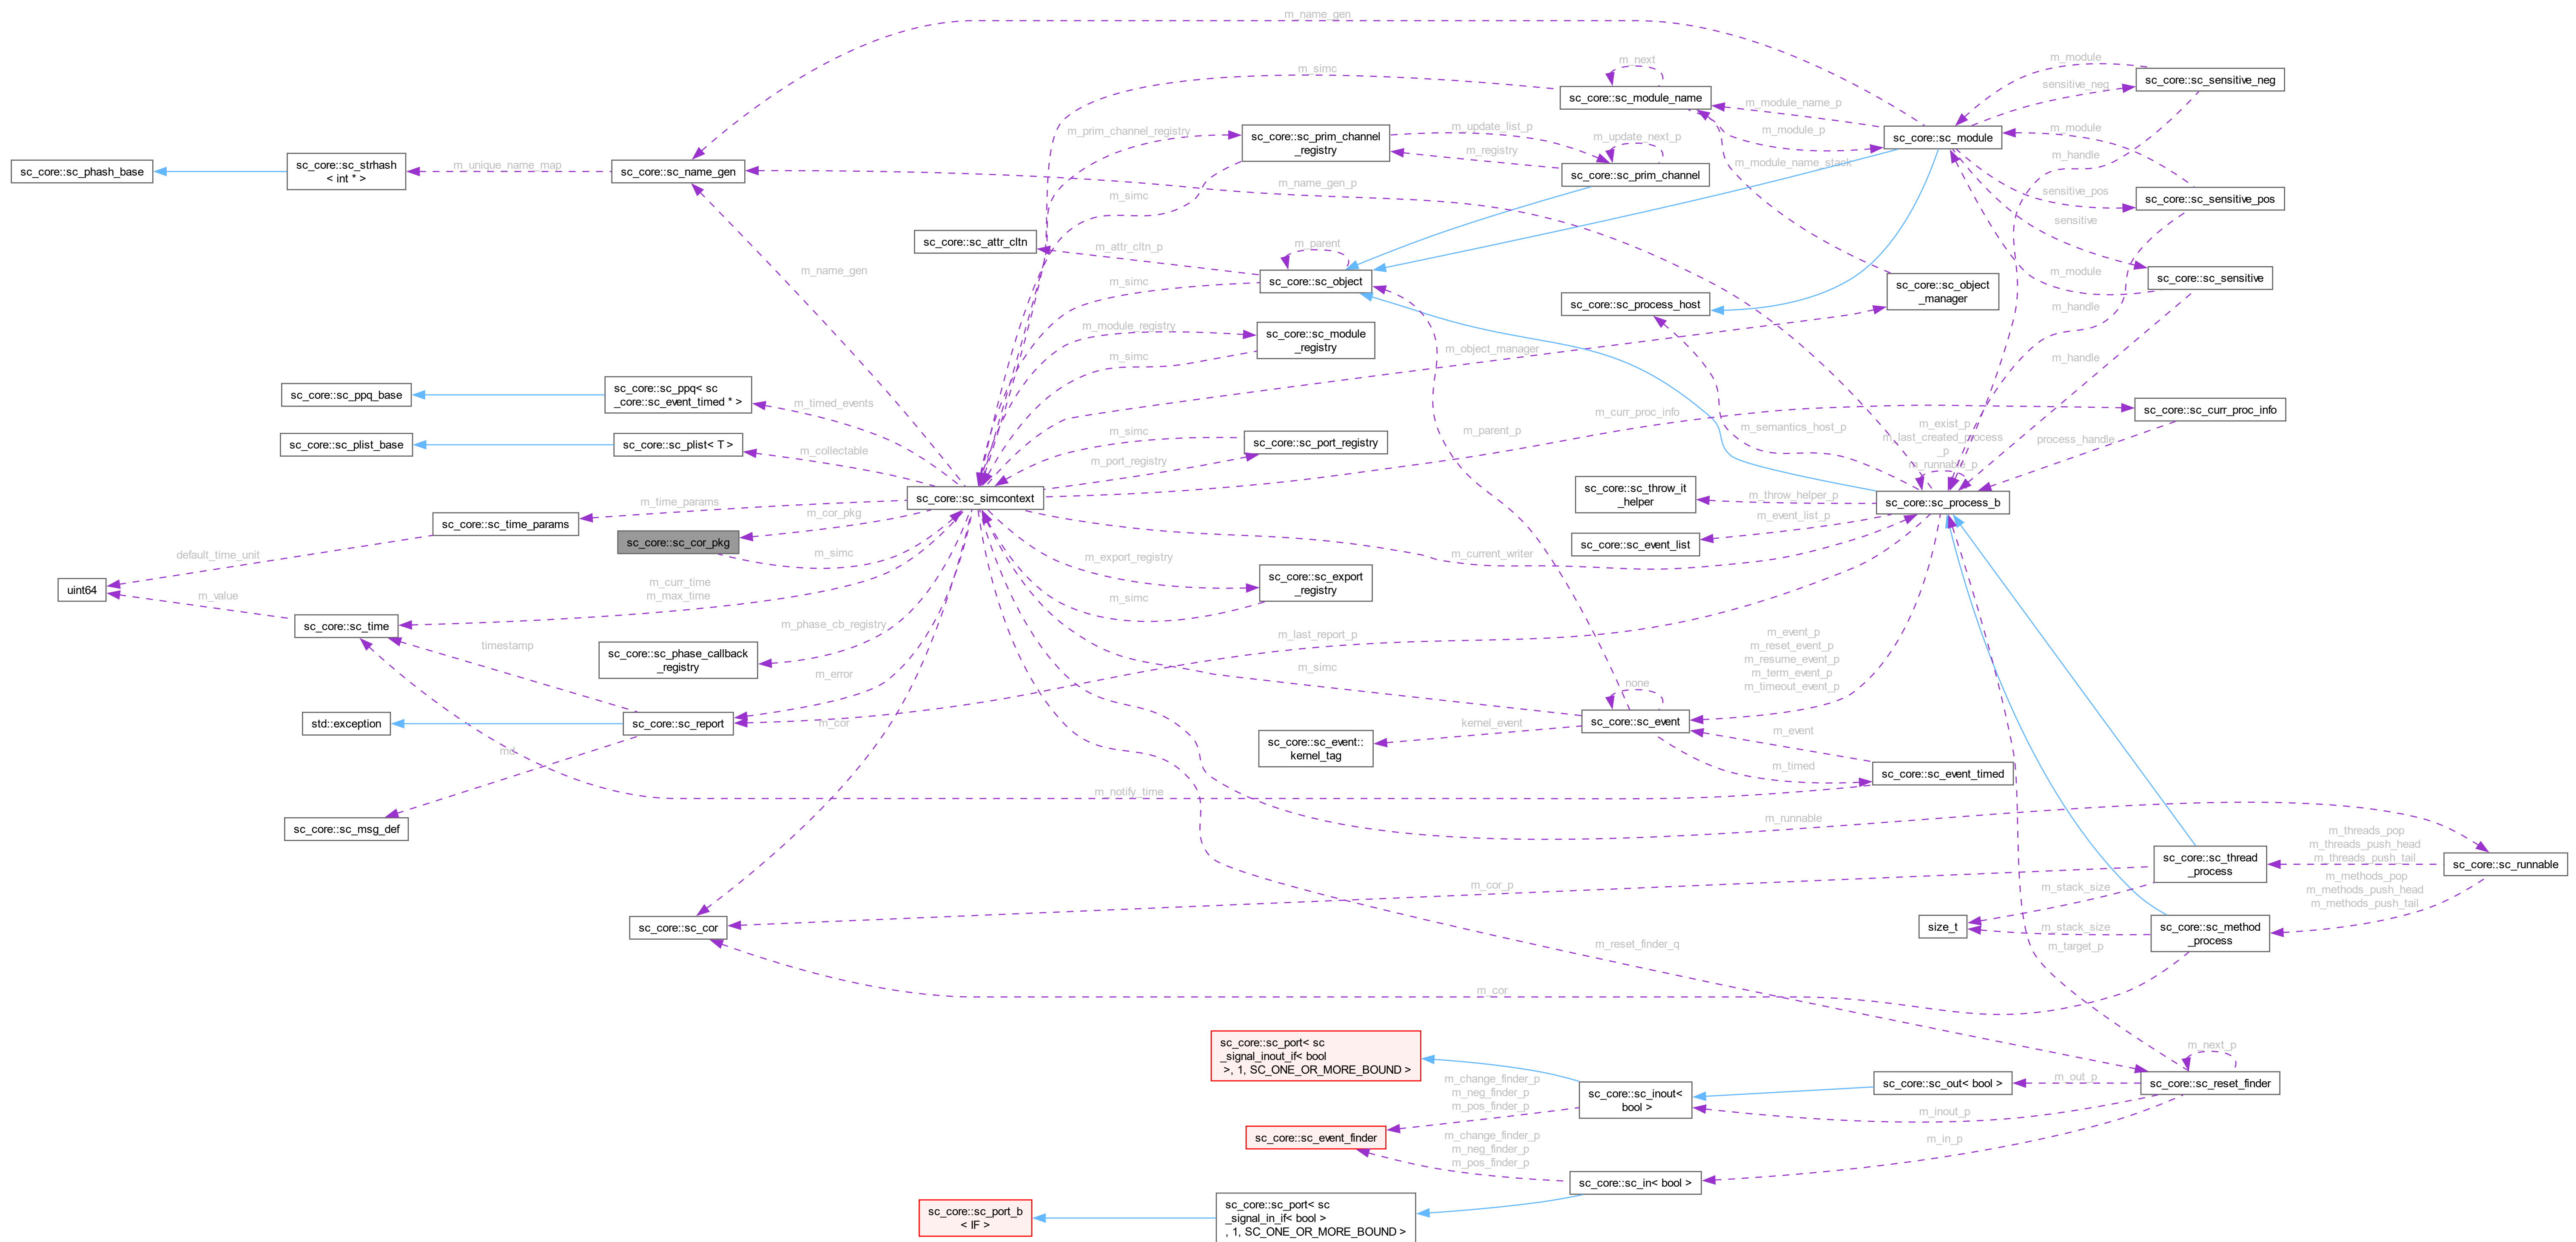 m_name_gen
m_simc
m_next
sc_core::sc_module_name
m_module_name_p
m_module_p
m_module
sensitive_neg
sc_core::sc_sensitive_neg
sc_core::sc_module
m_prim_channel_registry
sc_core::sc_prim_channel
_registry
m_update_list_p
m_registry
m_update_next_p
sc_core::sc_prim_channel
m_module_name_stack
m_module
m_handle
sc_core::sc_phash_base
sc_core::sc_strhash
< int * >
m_unique_name_map
sc_core::sc_name_gen
m_name_gen_p
m_simc
sensitive_pos
sc_core::sc_sensitive_pos
sensitive
sc_core::sc_attr_cltn
m_attr_cltn_p
m_parent
sc_core::sc_object
m_name_gen
m_simc
m_module
sc_core::sc_sensitive
sc_core::sc_object
_manager
sc_core::sc_process_host
m_handle
m_module_registry
sc_core::sc_module
_registry
m_simc
m_object_manager
m_handle
sc_core::sc_ppq_base
sc_core::sc_ppq< sc
_core::sc_event_timed * >
m_timed_events
m_curr_proc_info
sc_core::sc_curr_proc_info
sc_core::sc_plist_base
sc_core::sc_plist< T >
m_collectable
m_simc
sc_core::sc_port_registry
m_port_registry
m_parent_p
m_semantics_host_p
m_exist_p
m_last_created_process
_p
m_runnable_p
process_handle
sc_core::sc_simcontext
sc_core::sc_throw_it
_helper
m_throw_helper_p
sc_core::sc_process_b
m_time_params
sc_core::sc_time_params
m_cor_pkg
sc_core::sc_cor_pkg
m_simc
m_event_list_p
sc_core::sc_event_list
default_time_unit
m_export_registry
m_current_writer
uint64
m_value
m_curr_time
m_max_time
sc_core::sc_export
_registry
m_simc
sc_core::sc_time
m_phase_cb_registry
timestamp
sc_core::sc_phase_callback
_registry
m_last_report_p
m_event_p
m_reset_event_p
m_resume_event_p
m_term_event_p
m_timeout_event_p
m_error
m_simc
none
std::exception
sc_core::sc_report
m_cor
sc_core::sc_event
kernel_event
sc_core::sc_event::
kernel_tag
m_event
md
m_timed
sc_core::sc_event_timed
m_notify_time
sc_core::sc_msg_def
m_runnable
m_threads_pop
m_threads_push_head
m_threads_push_tail
sc_core::sc_thread
_process
sc_core::sc_runnable
m_cor_p
m_stack_size
m_methods_pop
m_methods_push_head
m_methods_push_tail
sc_core::sc_cor
size_t
m_stack_size
sc_core::sc_method
_process
m_reset_finder_q
m_target_p
m_cor
sc_core::sc_port< sc
_signal_inout_if< bool
>, 1, SC_ONE_OR_MORE_BOUND >
m_next_p
m_change_finder_p
m_neg_finder_p
m_pos_finder_p
sc_core::sc_inout<
bool >
sc_core::sc_out< bool >
m_out_p
sc_core::sc_reset_finder
m_inout_p
sc_core::sc_event_finder
m_change_finder_p
m_neg_finder_p
m_pos_finder_p
m_in_p
sc_core::sc_in< bool >
sc_core::sc_port_b
< IF >
sc_core::sc_port< sc
_signal_in_if< bool >
, 1, SC_ONE_OR_MORE_BOUND >